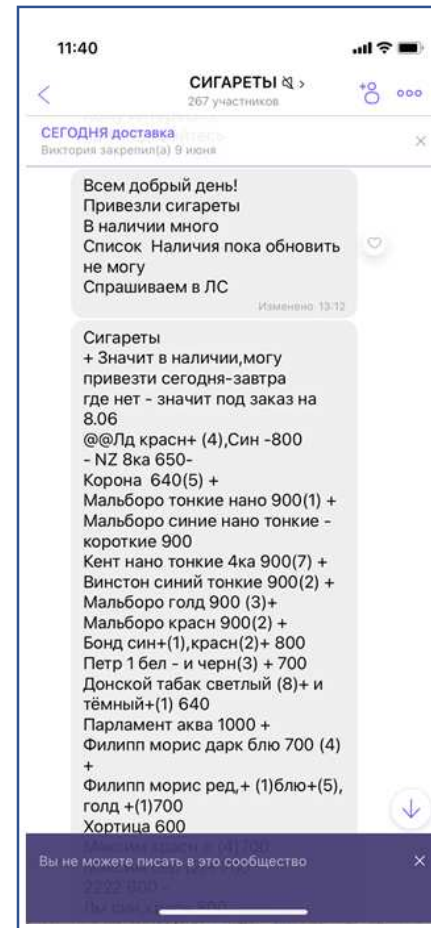 11:40
СИГАРЕТЫ
267 участников
СЕГОДНЯ доставка
Виктория закрепил(а) 9 июня
Всем добрый день!
Привезли сигареты
В наличии много
Список Наличия пока обновить
не могу
Спрашиваем в ЛС
Изменено 13:12
Сигареты
+ Значит в наличии,могу
привезти сегодня-завтра
где нет - значит под заказ на
8.06
@@Лд красн+ (4),Син -800
- NZ 8ка 650-
Корона 640(5) +
Мальборо тонкие нано 900(1) +
Мальборо синие нано тонкие -
короткие 900
Кент нано тонкие 4ка 900(7) +
Винстон синий тонкие 900(2) +
Мальборо голд 900 (3)+
Мальборо красн 900(2) +
Бонд син+(1),красн(2)+ 800
Петр 1 бел - и черн(3) + 700
Донской табак светлый (8)+ и
тёмный+(1) 640
Парламент аква 1000 +
Филипп морис дарк блю 700 (4)
+
Филипп морис ред,+ (1)блю+(5),
голд +(1)700
Хортица 600
Вы не можете писать в это сообщество